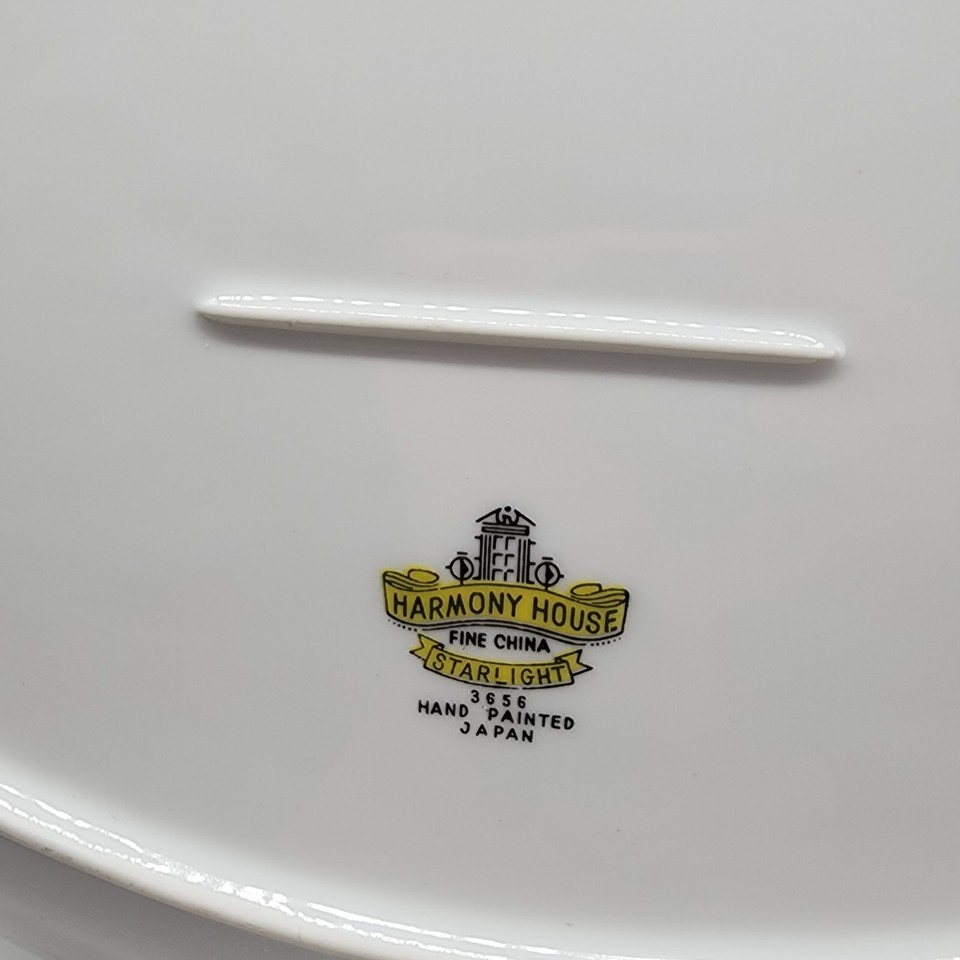 HARMONY HOUSE
FINE CHINA
STARLIGHT
3656
HAND PAINTED
JAPAN